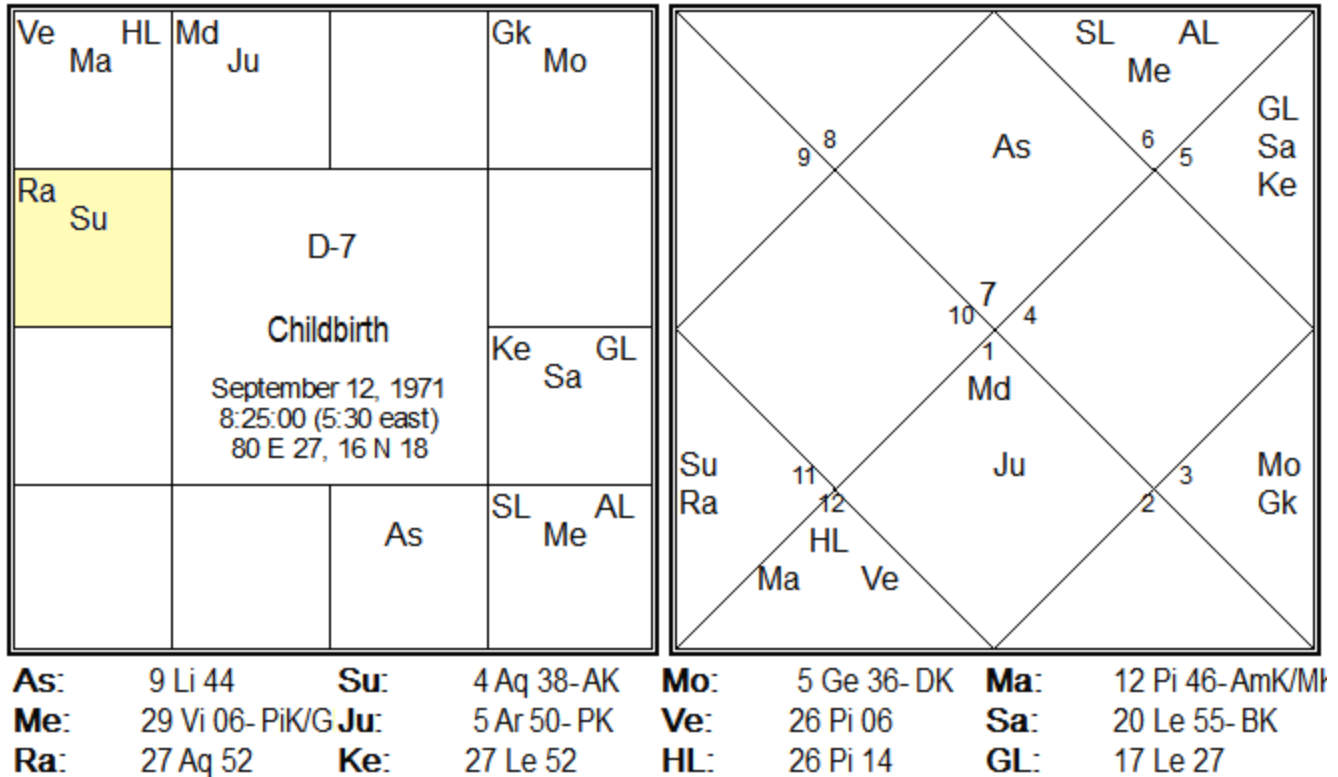 Ve HL
Ma
Md
Ju
Gk
Mo
Ra
Su
D-7
Childbirth
September 12, 1971
8:25:00 (5:30 east)
80 E 27, 16 N 18
Ke GL
Sa
As
SL AL
Me
SL AL
Me
GL
Sa
Ke
As
8
9
6
5
7
10
4
1
Md
Su
Ra
11
12
HL
Ma Ve
Ju
3
2
Mo
Gk
As: 9 Li 44 Su: 4 Aq 38- AK Mo: 5 Ge 36- DK Ma: 12 Pi 46- AmK/MK
Me: 29 Vi 06- PiK/G Ju: 5 Ar 50- PK Ve: 26 Pi 06 Sa: 20 Le 55- BK
Ra: 27 Aq 52 Ke: 27 Le 52 HL: 26 Pi 14 GL: 17 Le 27